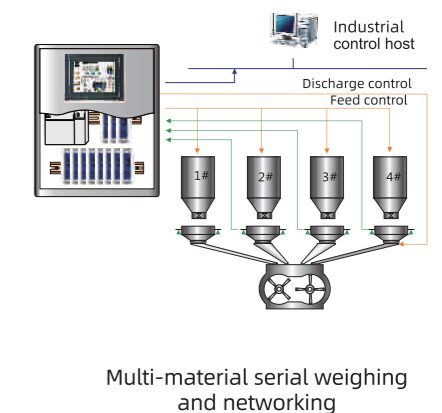 Industrial
control host
Discharge control
Feed control
1#
2#
3#
4#
Multi-material serial weighing
and networking